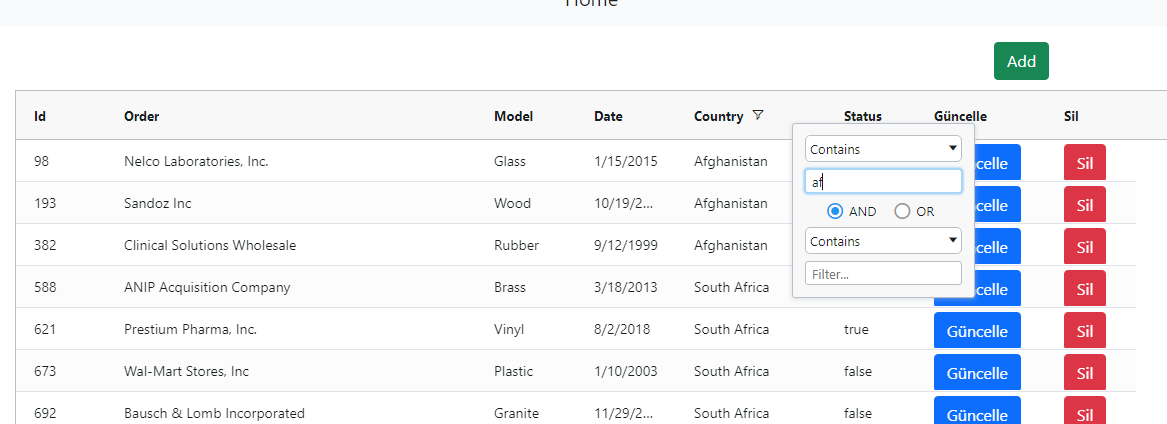 Home
Add
Id Order Model Date Country Status Güncelle Sil
98 Nelco Laboratories, Inc. Glass 1/15/2015 Afghanistan Contains celle Sil
af
193 Sandoz Inc Wood 10/19/2... Afghanistan celle Sil
AND OR
382 Clinical Solutions Wholesale Rubber 9/12/1999 Afghanistan Contains celle Sil
Filter...
588 ANIP Acquisition Company Brass 3/18/2013 South Africa Güncelle Sil
621 Prestium Pharma, Inc. Vinyl 8/2/2018 South Africa true Güncelle Sil
673 Wal-Mart Stores, Inc Plastic 1/10/2003 South Africa false Güncelle Sil
692 Bausch & Lomb Incorporated Granite 11/29/2... South Africa false Güncelle Sil